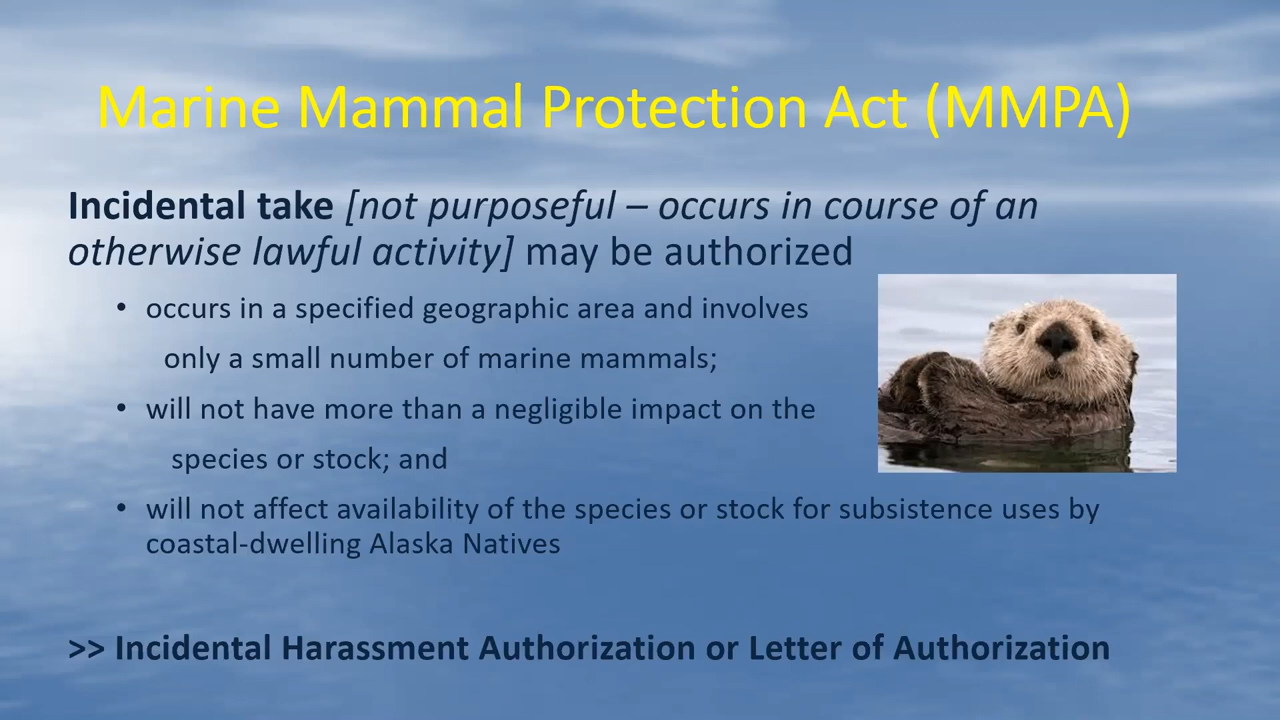 Marine Mammal Protection Act (MMPA)
Incidental take [not purposeful – occurs in course of an
otherwise lawful activity] may be authorized
• occurs in a specified geographic area and involves
only a small number of marine mammals;
• will not have more than a negligible impact on the
species or stock; and
• will not affect availability of the species or stock for subsistence uses by
coastal-dwelling Alaska Natives
>> Incidental Harassment Authorization or Letter of Authorization